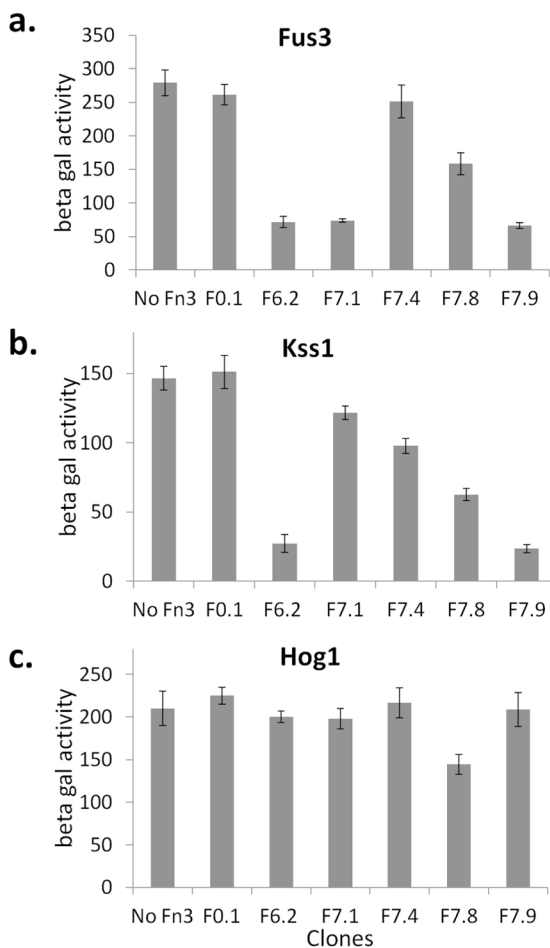 a.
Fus3
beta gal activity
350
300
250
200
150
100
50
0
No Fn3 F0.1 F6.2 F7.1 F7.4 F7.8 F7.9
b.
Kss1
beta gal activity
150
100
50
0
No Fn3 F0.1 F6.2 F7.1 F7.4 F7.8 F7.9
c.
Hog1
beta gal activity
250
200
150
100
50
0
No Fn3 F0.1 F6.2 F7.1 F7.4 F7.8 F7.9
Clones